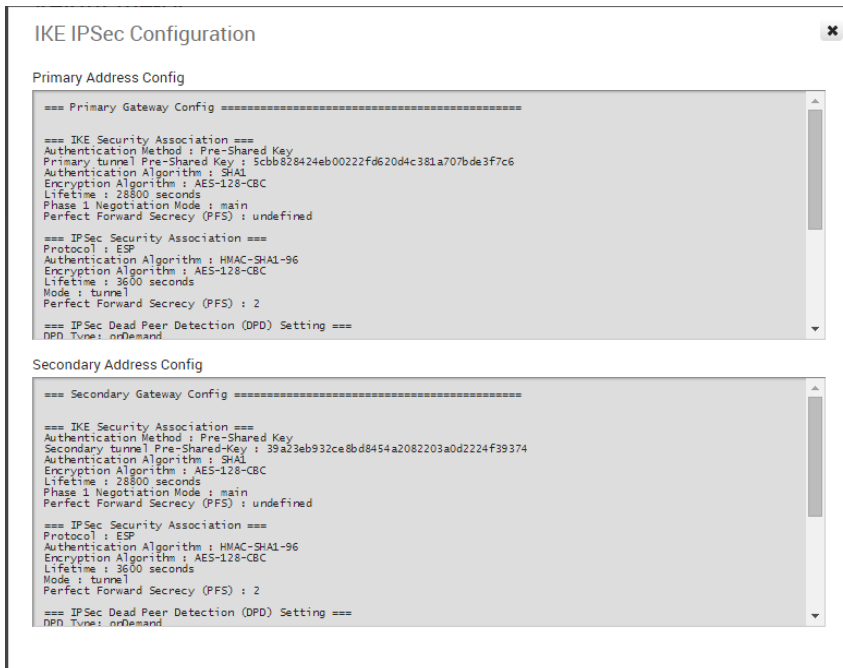 IKE IPSec Configuration
Primary Address Config
=== Primary Gateway Config ==============================================
=== IKE Security Association ===
Authentication Method : Pre-Shared Key
Primary tunnel Pre-Shared Key : 5cbb828424eb00222fd620d4c381a707bde3f7c6
Authentication Algorithm : SHA1
Encryption Algorithm : AES-128-CBC
Lifetime : 28800 seconds
Phase 1 Negotiation Mode : main
Perfect Forward Secrecy (PFS) : undefined
=== IPSec Security Association ===
Protocol : ESP
Authentication Algorithm : HMAC-SHA1-96
Encryption Algorithm : AES-128-CBC
Lifetime : 3600 seconds
Mode : tunnel
Perfect Forward Secrecy (PFS) : 2
=== IPSec Dead Peer Detection (DPD) Setting ===
DPD Type: onDemand
Secondary Address Config
=== Secondary Gateway Config ============================================
=== IKE Security Association ===
Authentication Method : Pre-Shared Key
Secondary tunnel Pre-Shared-Key : 39a23eb932ce8bd8454a2082203a0d2224f39374
Authentication Algorithm : SHA1
Encryption Algorithm : AES-128-CBC
Lifetime : 28800 seconds
Phase 1 Negotiation Mode : main
Perfect Forward Secrecy (PFS) : undefined
=== IPSec Security Association ===
Protocol : ESP
Authentication Algorithm : HMAC-SHA1-96
Encryption Algorithm : AES-128-CBC
Lifetime : 3600 seconds
Mode : tunnel
Perfect Forward Secrecy (PFS) : 2
=== IPSec Dead Peer Detection (DPD) Setting ===
DPD Type: onDemand